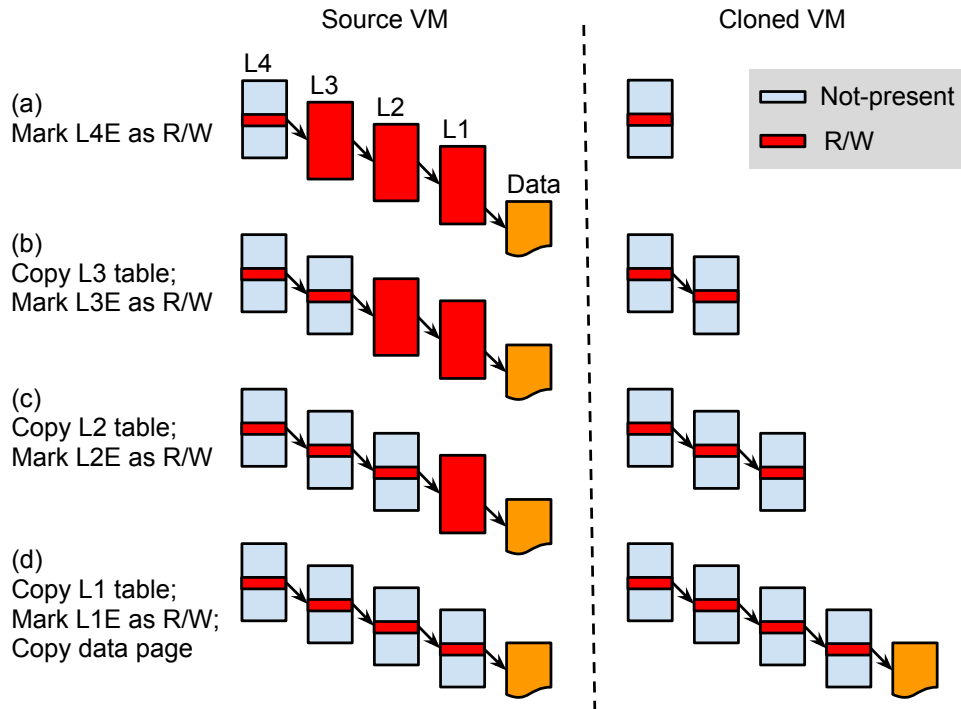 Source VM
Cloned VM
(a)
Mark L4E as R/W
L4
L3
L2
L1
Data
Not-present
R/W
(b)
Copy L3 table;
Mark L3E as R/W
(c)
Copy L2 table;
Mark L2E as R/W
(d)
Copy L1 table;
Mark L1E as R/W;
Copy data page